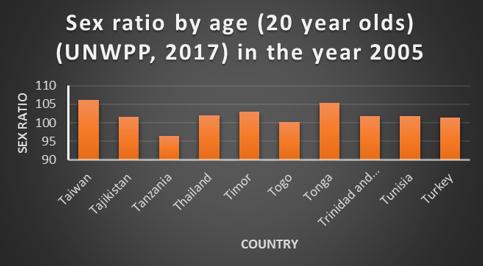 Sex ratio by age (20 year olds)
(UNWPP, 2017) in the year 2005
110
105
100
95
90
SEX RATIO
Taiwan
Tajikistan
Tanzania
Thailand
Timor
Togo
Tonga
Trinidad and...
Tunisia
Turkey
COUNTRY